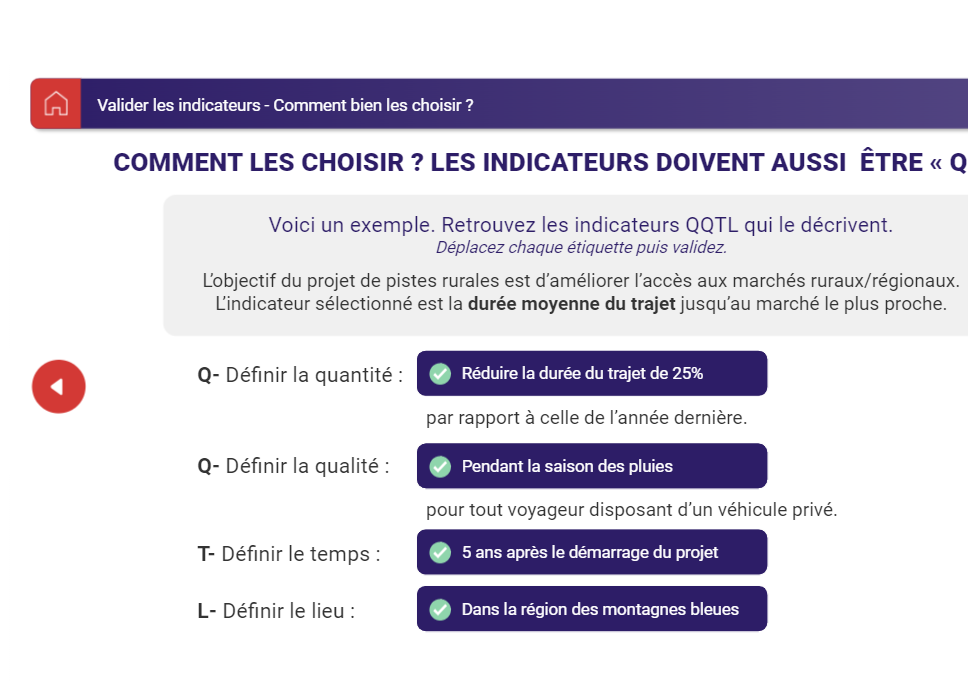 Valider les indicateurs - Comment bien les choisir ?
COMMENT LES CHOISIR ? LES INDICATEURS DOIVENT AUSSI ÊTRE « Q
Voici un exemple. Retrouvez les indicateurs QQTL qui le décrivent.
Déplacez chaque étiquette puis validez.
L'objectif du projet de pistes rurales est d'améliorer l'accès aux marchés ruraux/régionaux.
L'indicateur sélectionné est la durée moyenne du trajet jusqu'au marché le plus proche.
Q- Définir la quantité : Réduire la durée du trajet de 25%
par rapport à celle de l'année dernière.
Q- Définir la qualité : Pendant la saison des pluies
pour tout voyageur disposant d'un véhicule privé.
T- Définir le temps : 5 ans après le démarrage du projet
L- Définir le lieu : Dans la région des montagnes bleues